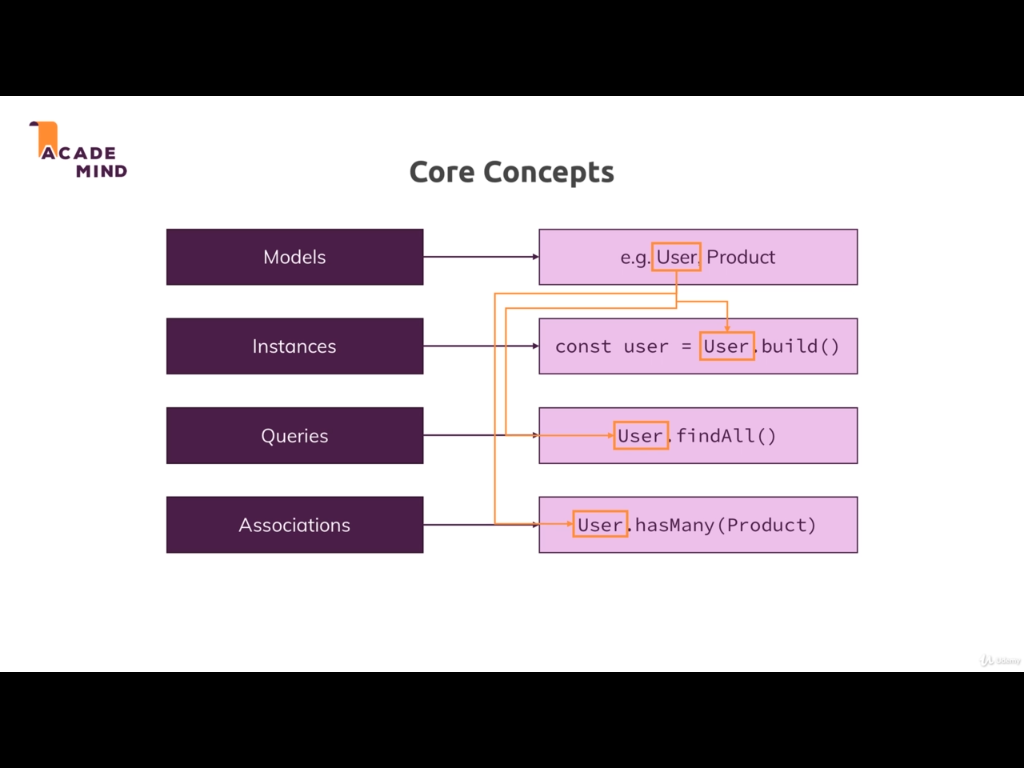 ACADE
MIND
Core Concepts
Models
e.g. User, Product
Instances
const user = User.build()
Queries
User.findAll()
Associations
User.hasMany(Product)
Udemy